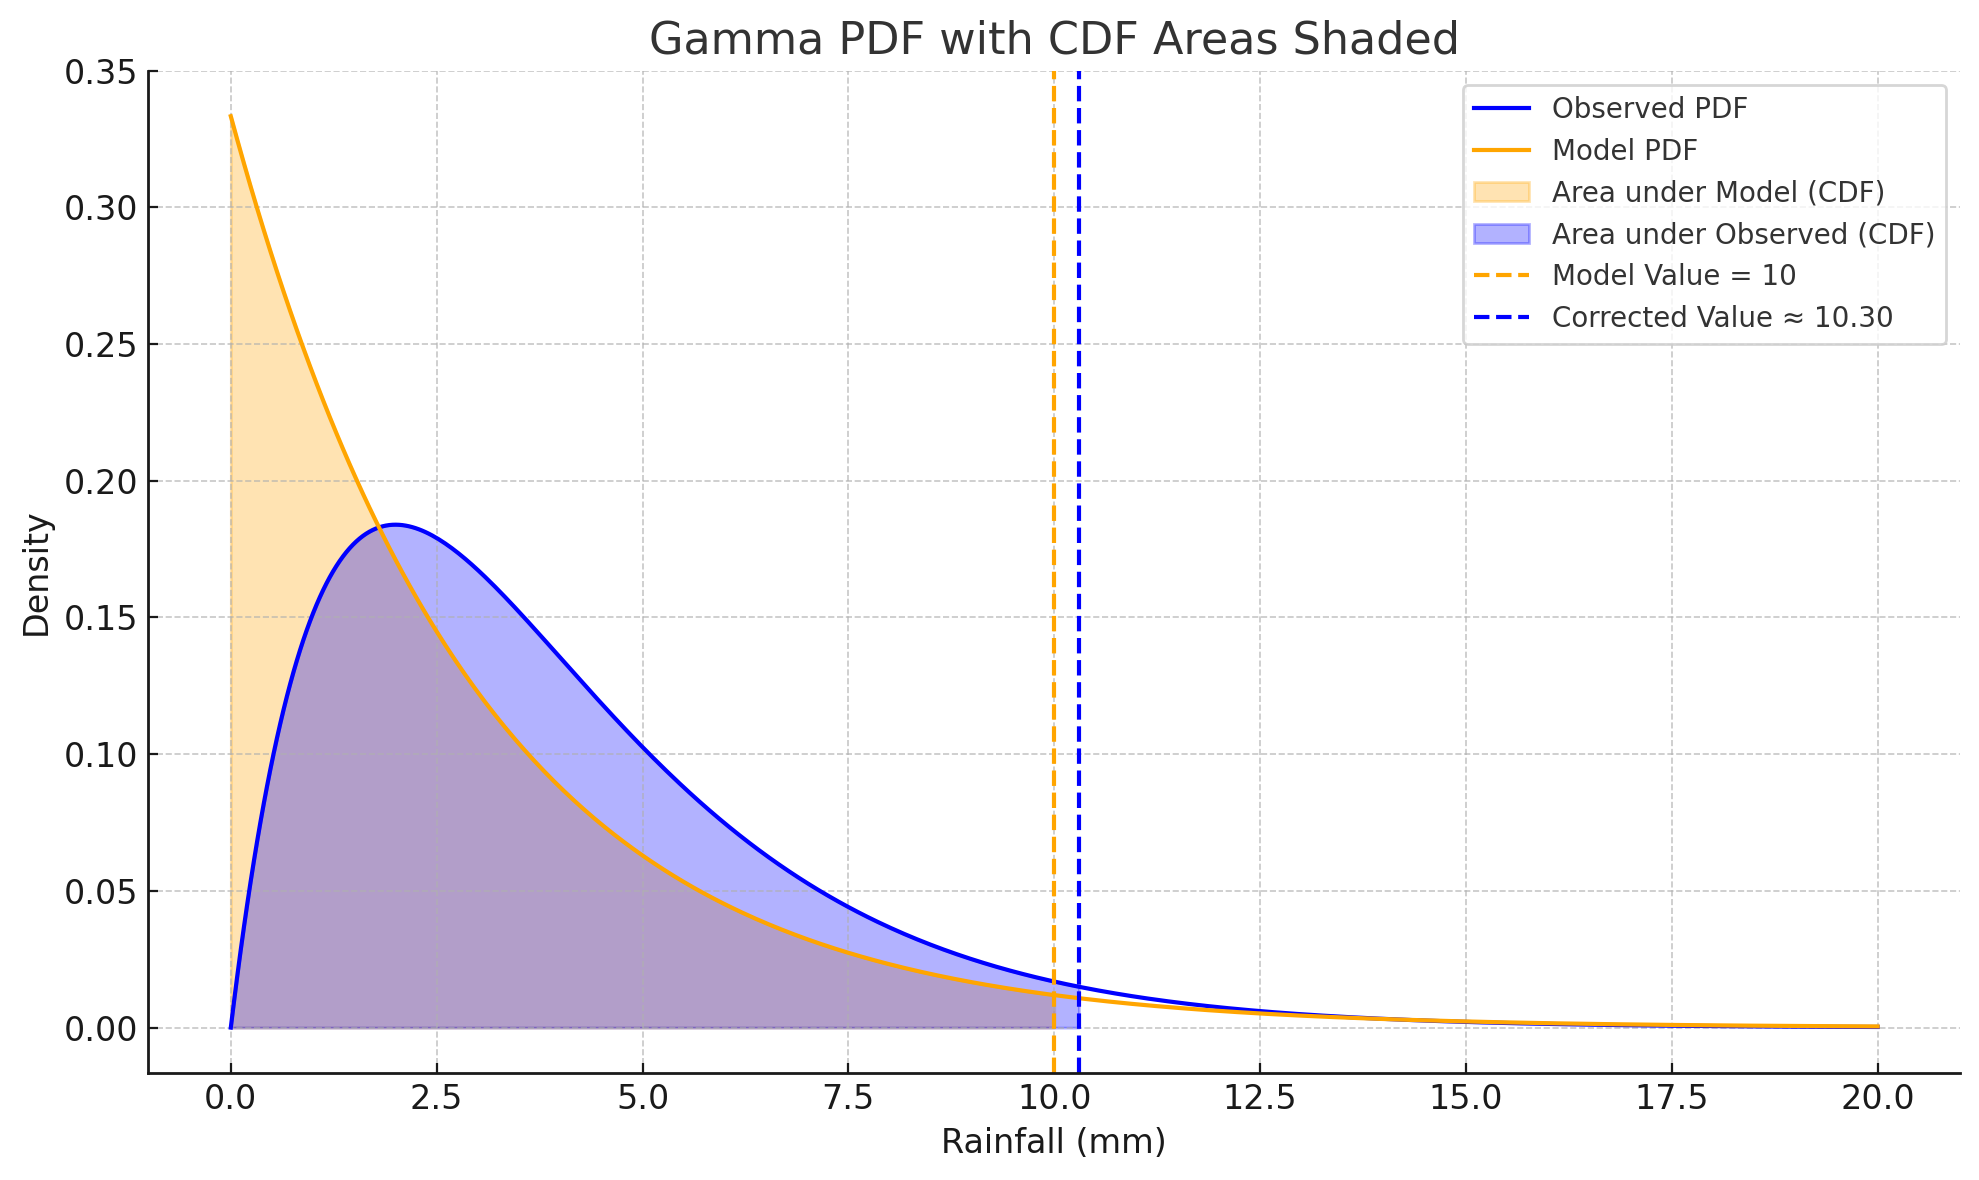 Gamma PDF with CDF Areas Shaded
0.35
0.30
0.25
0.20
0.15
0.10
0.05
0.00
Density
Observed PDF
Model PDF
Area under Model (CDF)
Area under Observed (CDF)
Model Value = 10
Corrected Value ≈ 10.30
0.0 2.5 5.0 7.5 10.0 12.5 15.0 17.5 20.0
Rainfall (mm)